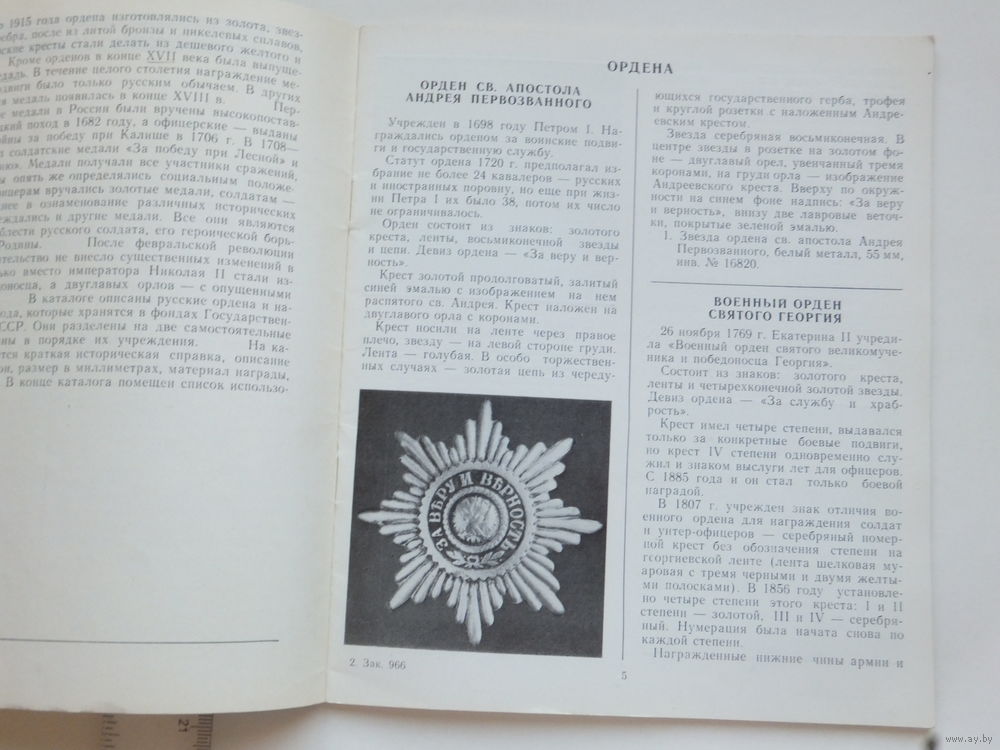 1915 года ордена изготовлялись из золота, звез-
после из литой бронзы и никелевых сплавов,
кресты стали делать из дешевого желтого и
Кроме орденов в конце XVII века была выпуще-
В течение целого столетия награждение ме-
было только русским обычаем. В других
медаль появилась в конце XVIII в. Пер-
медали в России были вручены высокопостав-
поход в 1682 году, а офицерские — выданы
за победу при Калише в 1706 г. В 1708—
солдатские медали «За победу при Лесной» и
Медали получали все участники сражений,
опять же определялись социальным положе-
вручались золотые медали, солдатам —
в ознаменование различных исторических
и другие медали. Все они являются
русского солдата, его героической борь-
Родины. После февральской революции
не внесло существенных изменений в
вместо императора Николая II стали из-
а двуглавых орлов — с опущенными
В каталоге описаны русские ордена и на-
которые хранятся в фондах Государствен-
Они разделены на две самостоятельные
в порядке их учреждения. На ка-
краткая историческая справка, описание
размер в миллиметрах, материал награды,
В конце каталога помещен список использо-
ОРДЕНА
ОРДЕН СВ. АПОСТОЛА
АНДРЕЯ ПЕРВОЗВАННОГО
Учрежден в 1698 году Петром I. На-
граждались орденом за воинские подви-
ги и государственную службу.
Статут ордена 1720 г. предполагал из-
брание не более 24 кавалеров — русских
и иностранных поровну, но еще при жиз-
ни Петра I их было 38, потом их число
не ограничивалось.
Орден состоит из знаков: золотого
креста, ленты, восьмиконечной звезды
и цепи. Девиз ордена — «За веру и вер-
ность».
Крест золотой продолговатый, залитый
синей эмалью с изображением на нем
распятого св. Андрея. Крест наложен на
двуглавого орла с коронами.
Крест носили на ленте через правое
плечо, звезду — на левой стороне груди.
Лента — голубая. В особо торжествен-
ных случаях — золотая цепь из череду-
ЗА ВѢРУ И ВѢРНОСТЬ
2. Зак. 966
ющихся государственного герба, трофея
и круглой розетки с наложенным Андре-
евским крестом.
Звезда серебряная восьмиконечная. В
центре звезды в розетке на золотом фо-
не — двуглавый орел, увенчанный тремя
коронами, на груди орла — изображение
Андреевского креста. Вверху по окруж-
ности на синем фоне надпись: «За веру
и верность», внизу две лавровые веточ-
ки, покрытые зеленой эмалью.
1. Звезда ордена св. апостола Андрея
Первозванного, белый металл, 55 мм,
инв. № 16820.
ВОЕННЫЙ ОРДЕН
СВЯТОГО ГЕОРГИЯ
26 ноября 1769 г. Екатерина II учреди-
ла «Военный орден святого великомуче-
ника и победоносца Георгия».
Состоит из знаков: золотого креста,
ленты и четырехконечной золотой звезды.
Девиз ордена — «За службу и храб-
рость».
Крест имел четыре степени, выдавался
только за конкретные боевые подвиги,
но крест IV степени одновременно слу-
жил и знаком выслуги лет для офицеров.
С 1885 года и он стал только боевой
наградой.
В 1807 г. учрежден знак отличия во-
енного ордена для награждения солдат
и унтер-офицеров — серебряный номер-
ной крест без обозначения степени на
георгиевской ленте (лента шелковая му-
аровая с тремя черными и двумя желты-
ми полосками). В 1856 году установле-
но четыре степени этого креста: I и II
степени — золотой, III и IV — серебря-
ный. Нумерация была начата снова по
каждой степени.
Награжденные нижние чины армии и
5
21
www.ay.by